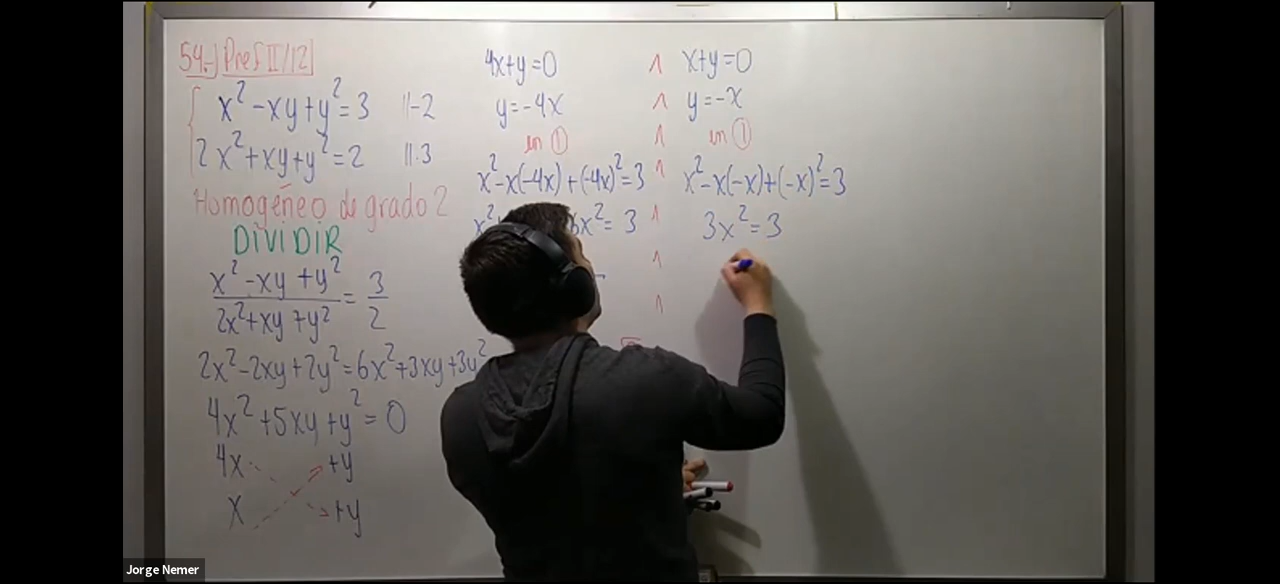 54.-) Pref II/12
x²-xy+y²=3 ||·2
2x²+xy+y²=2 ||·3
Homogéneo de grado 2
DIVIDIR
x²-xy+y² / 2x²+xy+y² = 3/2
2x²-2xy+2y²=6x²+3xy+3y²
4x²+5xy+y²=0
4x +y
x +y
4x+y=0 ∧ x+y=0
y=-4x ∧ y=-x
en ① ∧ en ①
x²-x(-4x)+(-4x)²=3 ∧ x²-x(-x)+(-x)²=3
x² 6x²=3 ∧ 3x²=3
∧
∧
Jorge Nemer